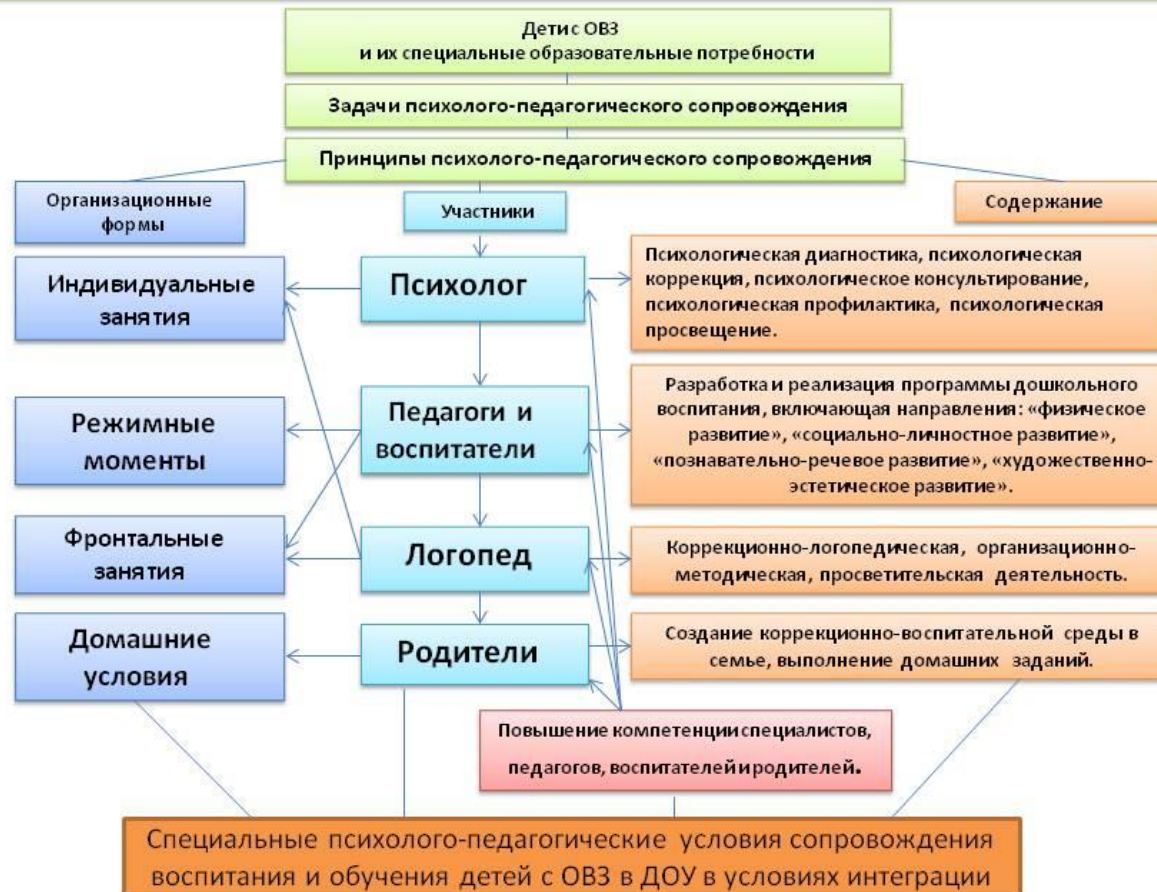 Дети с ОВЗ
и их специальные образовательные потребности
Задачи психолого-педагогического сопровождения
Принципы психолого-педагогического сопровождения
Организационные
формы
Участники
Содержание
Индивидуальные
занятия
Психолог
Психологическая диагностика, психологическая
коррекция, психологическое консультирование,
психологическая профилактика, психологическая
просвещение.
Режимные
моменты
Педагоги и
воспитатели
Разработка и реализация программы дошкольного
воспитания, включающая направления: «физическое
развитие», «социально-личностное развитие»,
«познавательно-речевое развитие», «художественно-
эстетическое развитие».
Фронтальные
занятия
Логопед
Коррекционно-логопедическая, организационно-
методическая, просветительская деятельность.
Домашние
условия
Родители
Создание коррекционно-воспитательной среды в
семье, выполнение домашних заданий.
Повышение компетенции специалистов,
педагогов, воспитателей и родителей.
Специальные психолого-педагогические условия сопровождения
воспитания и обучения детей с ОВЗ в ДОУ в условиях интеграции